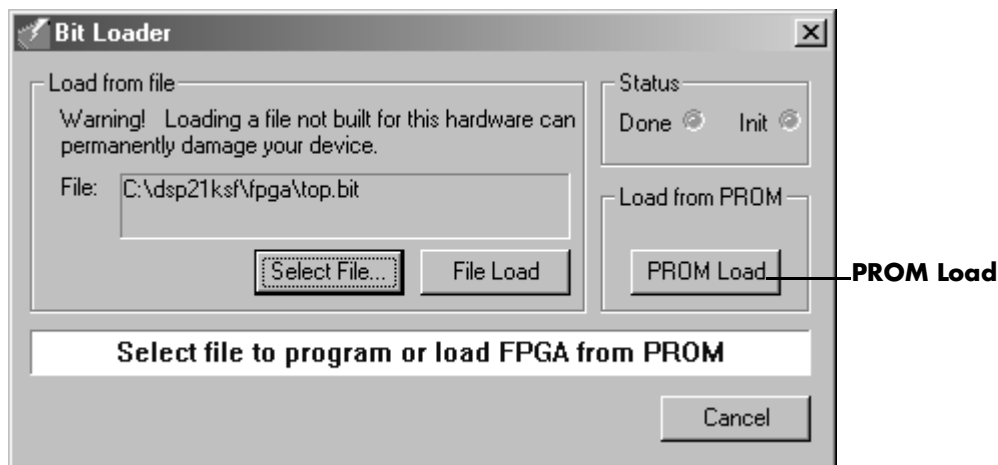 Bit Loader
Load from file
Warning! Loading a file not built for this hardware can
permanently damage your device.
File: C:\dsp21ksf\fpga\top.bit
Select File...
File Load
Status
Done
Init
Load from PROM
PROM Load
PROM Load
Select file to program or load FPGA from PROM
Cancel